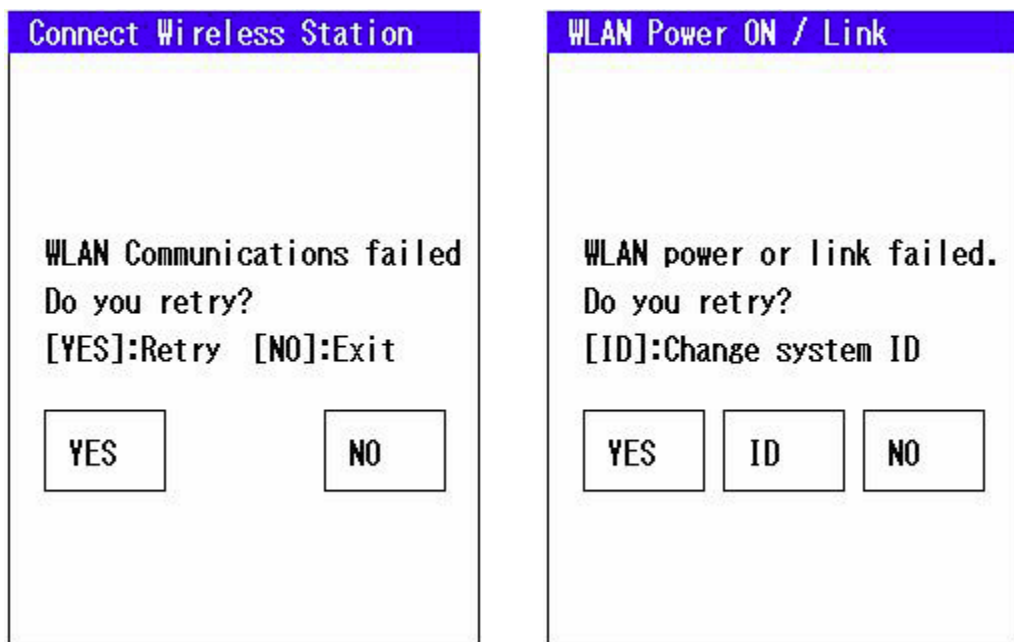 Connect Wireless Station
WLAN Communications failed
Do you retry?
[YES]:Retry [NO]:Exit
YES
NO
WLAN Power ON / Link
WLAN power or link failed.
Do you retry?
[ID]:Change system ID
YES
ID
NO